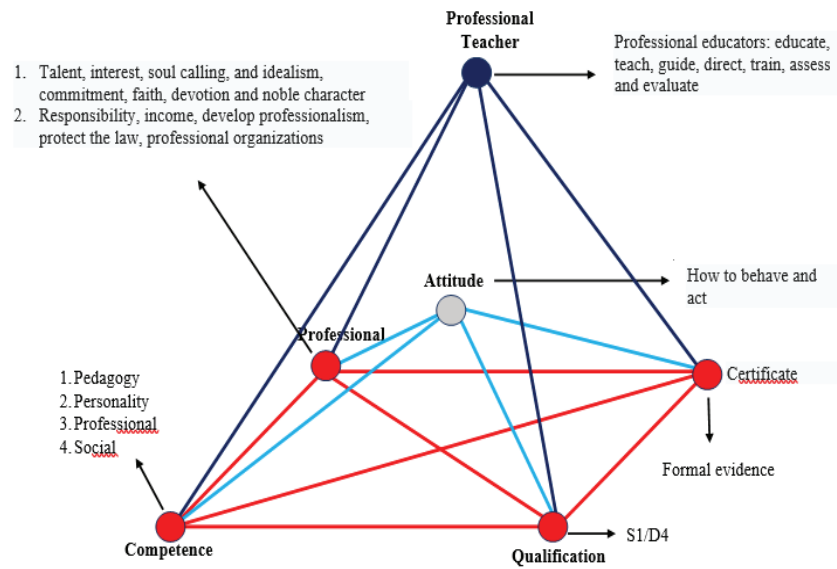 Professional
Teacher
Professional educators: educate,
teach, guide, direct, train, assess
and evaluate
1. Talent, interest, soul calling, and idealism,
commitment, faith, devotion and noble character
2. Responsibility, income, develop professionalism,
protect the law, professional organizations
Attitude
How to behave and
act
Professional
1. Pedagogy
2. Personality
3. Professional
4. Social
Certificate
Formal evidence
Competence
Qualification
S1/D4